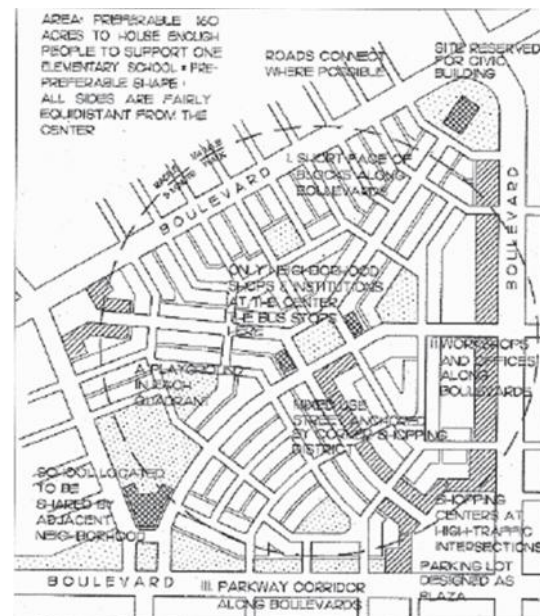 AREA: PREFERABLE 160
ACRES TO HOUSE ENOUGH
PEOPLE TO SUPPORT ONE
ELEMENTARY SCHOOL • PRE-
PREFERABLE SHAPE:
ALL SIDES ARE FAIRLY
EQUIDISTANT FROM THE
CENTER
ROADS CONNECT
WHERE POSSIBLE
SITE RESERVED
FOR CIVIC
BUILDING
5 MINUTE
WALK
BOULEVARD
I. SHORT FACE OF
BLOCKS ALONG
BOULEVARDS
BOULEVARD
ONLY NEIGHBORHOOD
SHOPS & INSTITUTIONS
AT THE CENTER
THE BUS STOPS
HERE
II. WORKSHOPS
AND OFFICES
ALONG
BOULEVARDS
A PLAYGROUND
IN EACH
QUADRANT
MIXED USE
STREET ANCHORED
BY CORNER SHOPPING
DISTRICT
SCHOOL LOCATED
TO BE
SHARED BY
ADJACENT
NEIGHBORHOOD
SHOPPING
CENTERS AT
HIGH-TRAFFIC
INTERSECTIONS
PARKING LOT
DESIGNED AS
PLAZA
BOULEVARD
III. PARKWAY CORRIDOR
ALONG BOULEVARDS